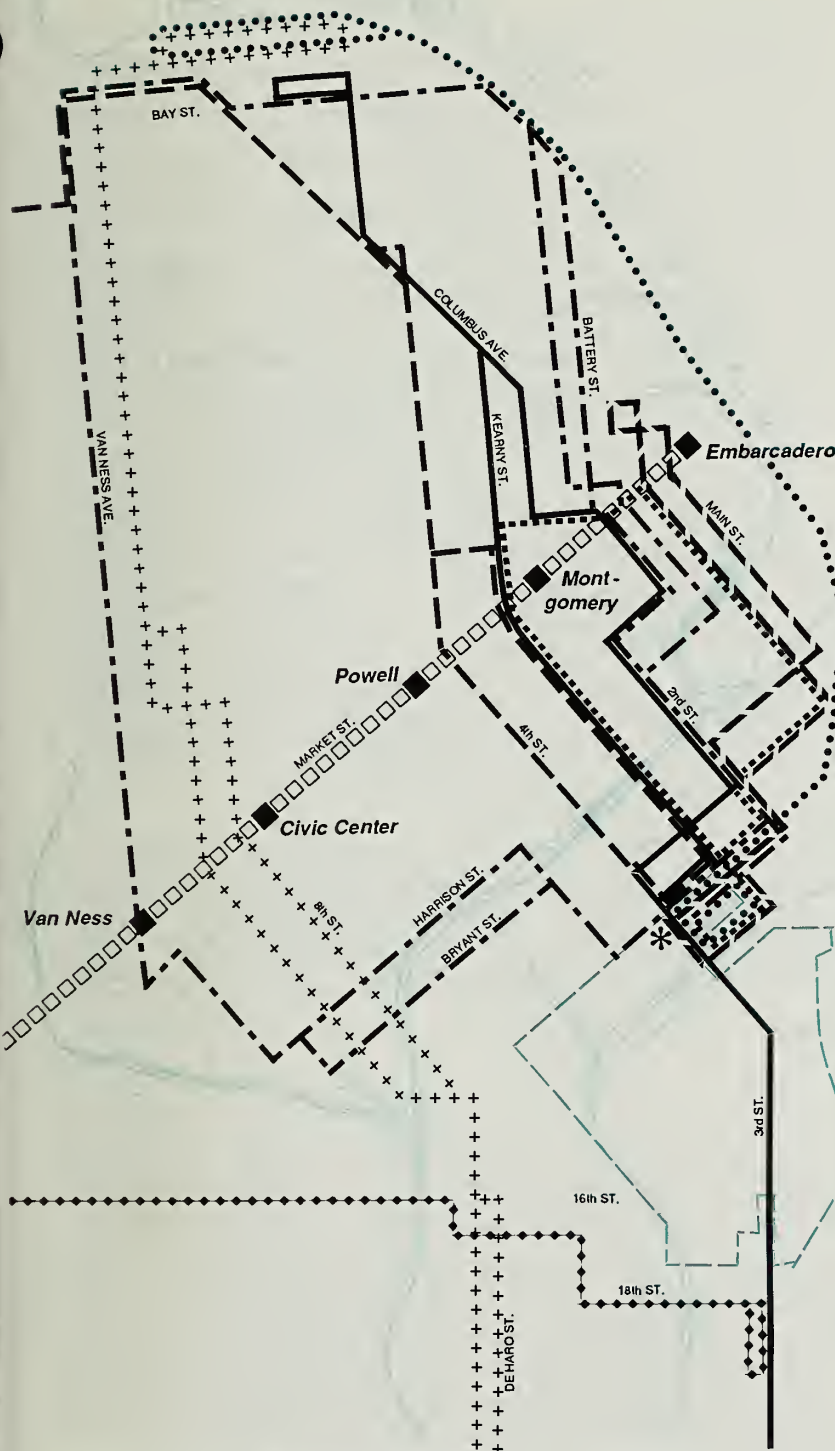 BAY ST.
COLUMBUS AVE.
BATTERY ST.
KEARNY ST.
VAN NESS AVE.
Embarcadero
MAIN ST.
Mont-
gomery
Powell
2nd ST.
4th ST.
MARKET ST.
Civic Center
HARRISON ST.
8th ST.
Van Ness
BRYANT ST.
*
3rd ST.
16th ST.
18th ST.
DE HARO ST.